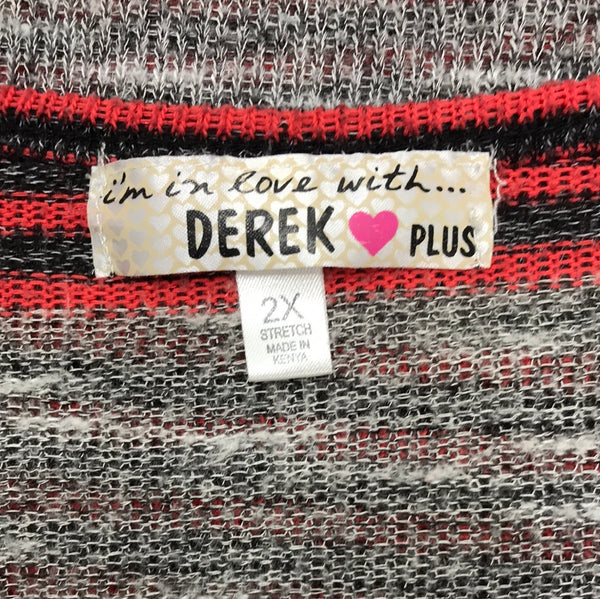 i'm in love with...
DEREK PLUS
2X
STRETCH
MADE IN
KENYA